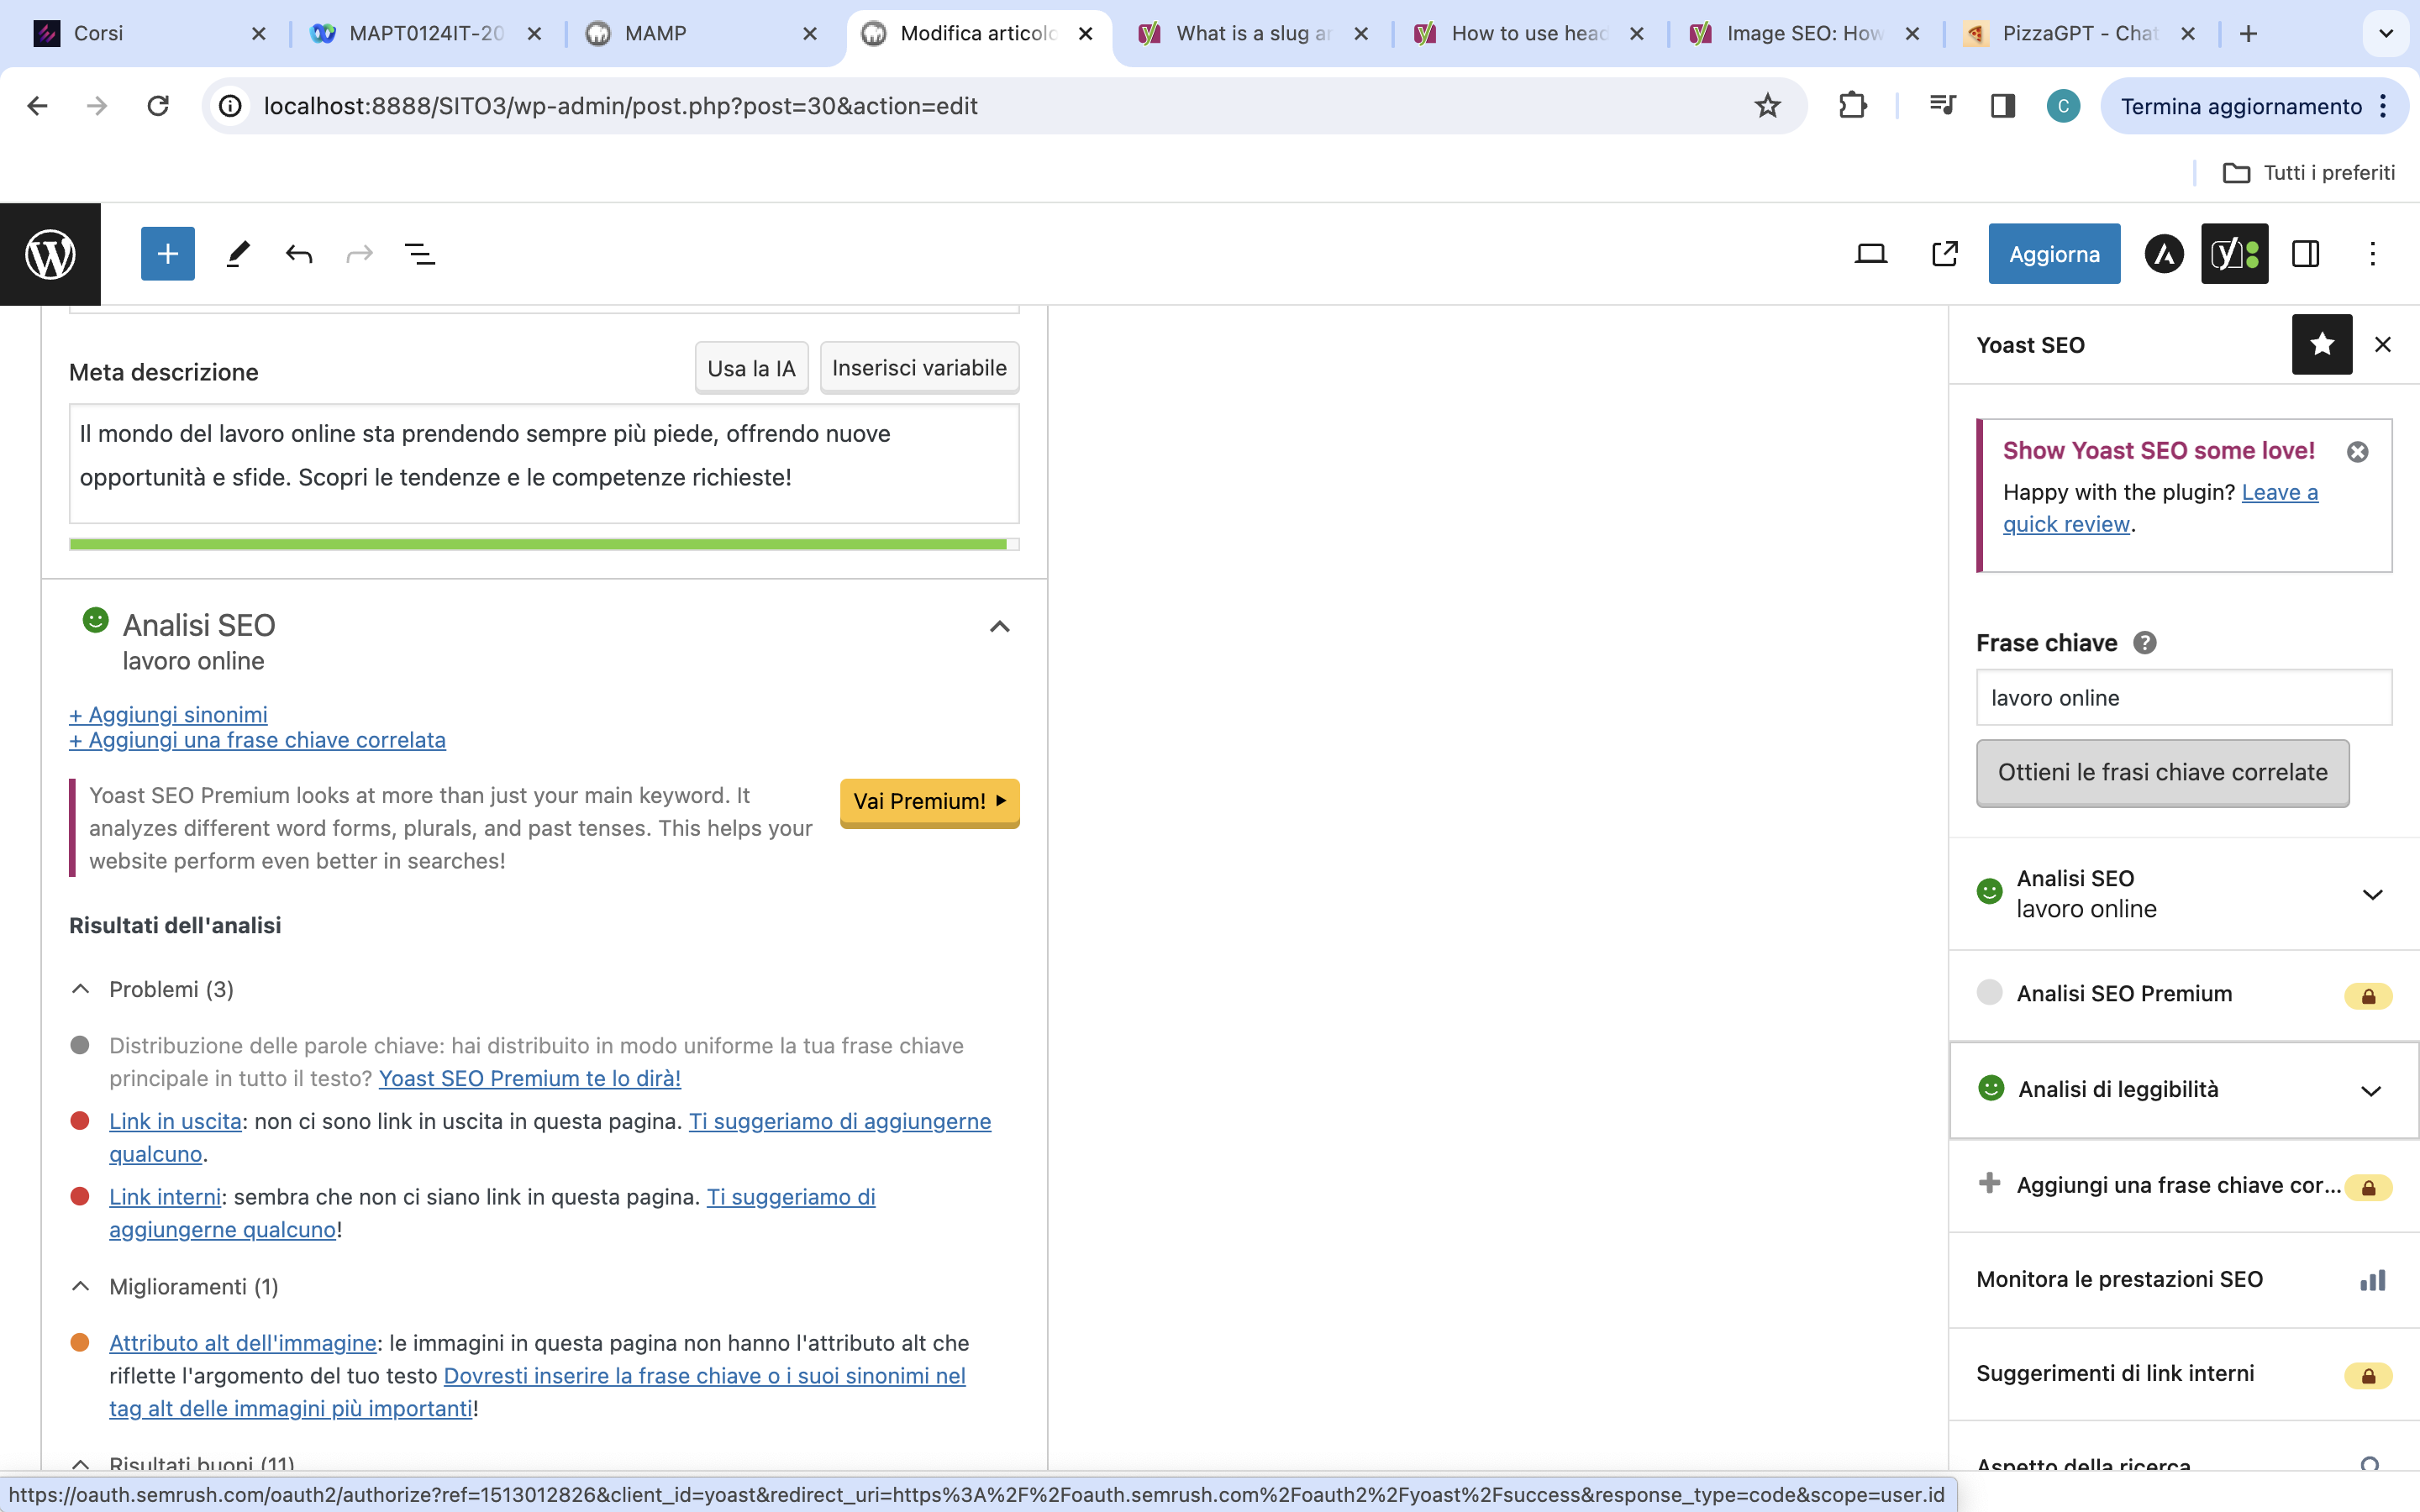 Corsi
MAPT0124IT-20
MAMP
Modifica articolo
What is a slug ar
How to use head
Image SEO: How
PizzaGPT - Chat
localhost:8888/SITO3/wp-admin/post.php?post=30&action=edit
C
Termina aggiornamento
Tutti i preferiti
Aggiorna
Meta descrizione
Usa la IA
Inserisci variabile
Il mondo del lavoro online sta prendendo sempre più piede, offrendo nuove
opportunità e sfide. Scopri le tendenze e le competenze richieste!
Analisi SEO
lavoro online
+ Aggiungi sinonimi
+ Aggiungi una frase chiave correlata
Yoast SEO Premium looks at more than just your main keyword. It
analyzes different word forms, plurals, and past tenses. This helps your
website perform even better in searches!
Vai Premium!
Risultati dell'analisi
Problemi (3)
Distribuzione delle parole chiave: hai distribuito in modo uniforme la tua frase chiave
principale in tutto il testo? Yoast SEO Premium te lo dirà!
Link in uscita: non ci sono link in uscita in questa pagina. Ti suggeriamo di aggiungerne
qualcuno.
Link interni: sembra che non ci siano link in questa pagina. Ti suggeriamo di
aggiungerne qualcuno!
Miglioramenti (1)
Attributo alt dell'immagine: le immagini in questa pagina non hanno l'attributo alt che
riflette l'argomento del tuo testo Dovresti inserire la frase chiave o i suoi sinonimi nel
tag alt delle immagini più importanti!
Risultati buoni (11)
Yoast SEO
Show Yoast SEO some love!
Happy with the plugin? Leave a
quick review.
Frase chiave
lavoro online
Ottieni le frasi chiave correlate
Analisi SEO
lavoro online
Analisi SEO Premium
Analisi di leggibilità
Aggiungi una frase chiave cor...
Monitora le prestazioni SEO
Suggerimenti di link interni
Aspetto della ricerca
https://oauth.semrush.com/oauth2/authorize?ref=1513012826&client_id=yoast&redirect_uri=https%3A%2F%2Foauth.semrush.com%2Foauth2%2Fyoast%2Fsuccess&response_type=code&scope=user.id